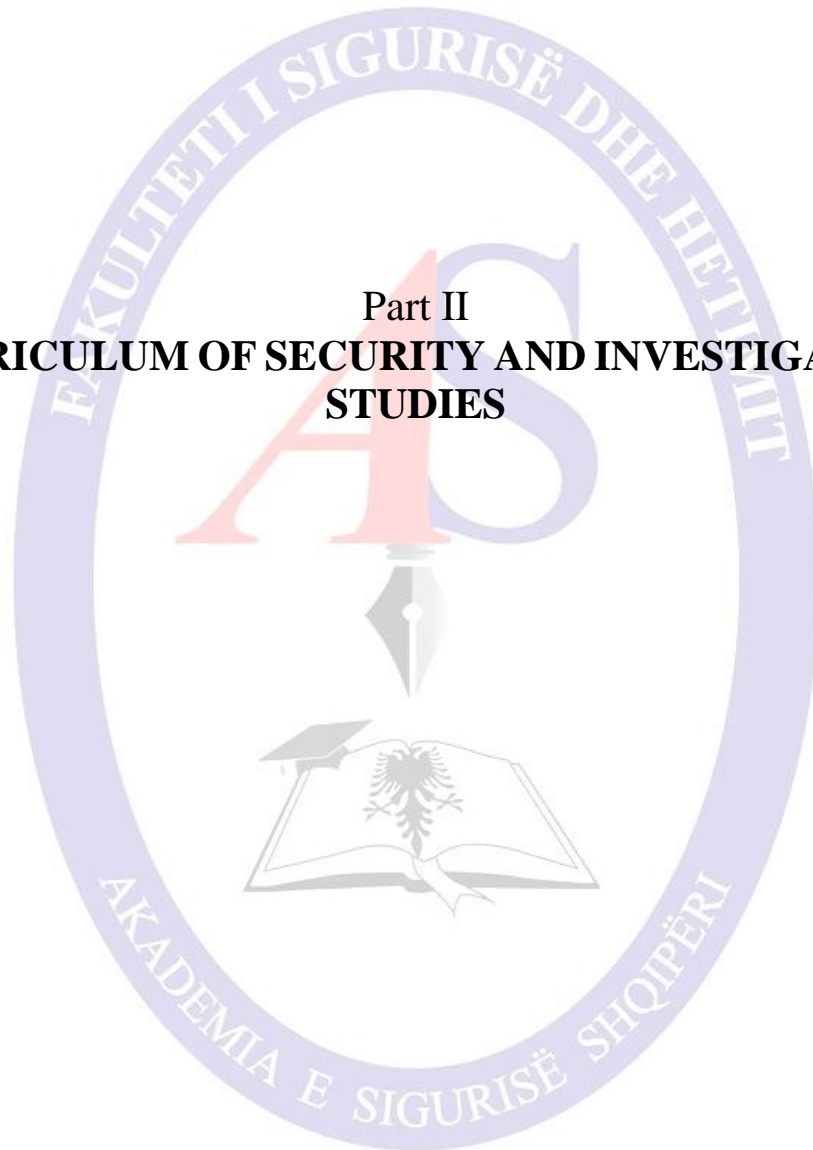 FAKULTETI I SIGURISË DHE HETIMIT
AS
Part II
RICULUM OF SECURITY AND INVESTIGA
STUDIES
AKADEMIA E SIGURISË SHQIPËRI